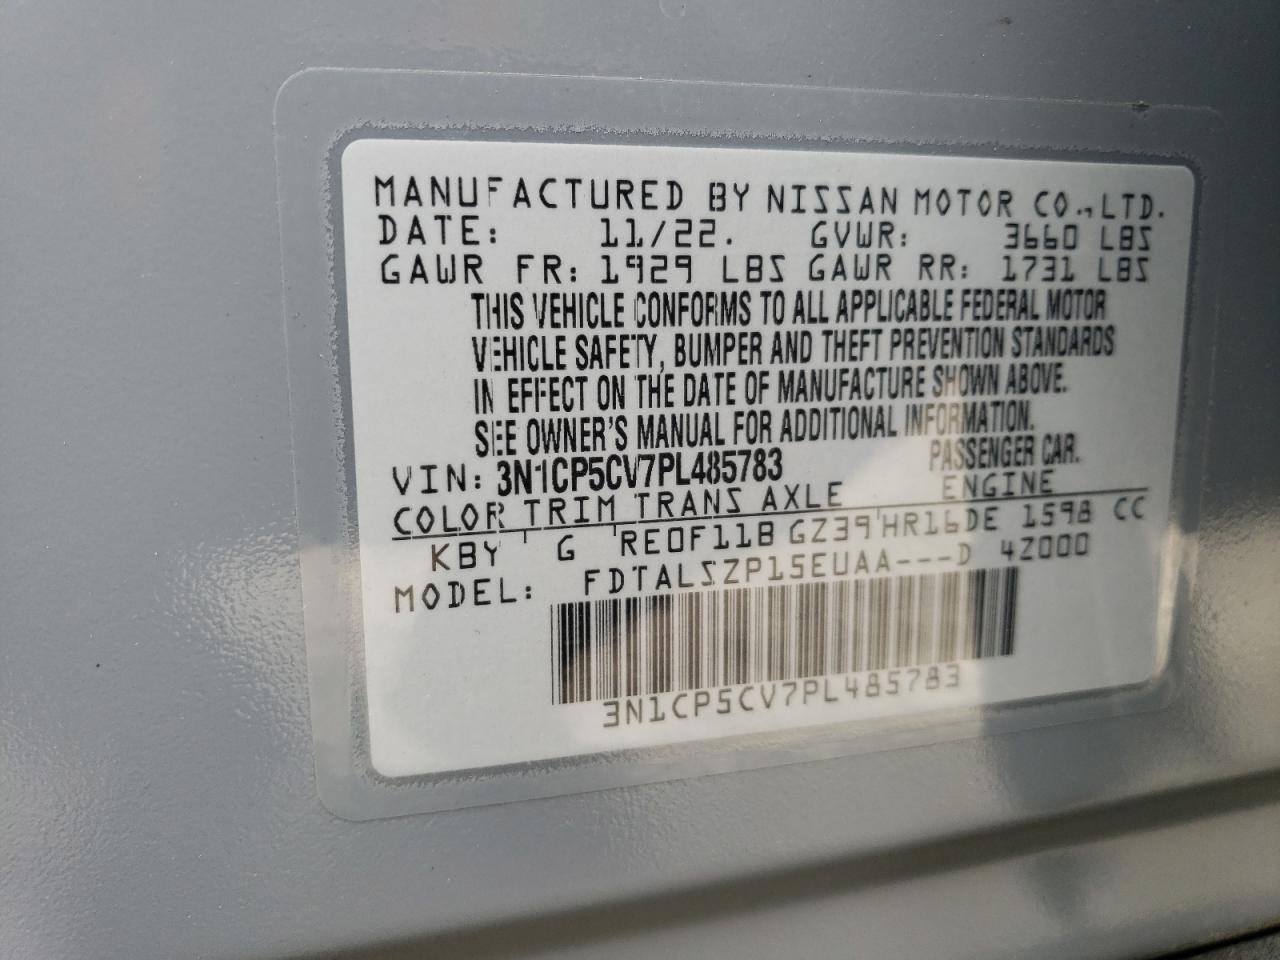 MANUFACTURED BY NISSAN MOTOR CO.,LTD.
DATE: 11/22. GVWR: 3660 LBS
GAWR FR: 1929 LBS GAWR RR: 1731 LBS
THIS VEHICLE CONFORMS TO ALL APPLICABLE FEDERAL MOTOR
VEHICLE SAFETY, BUMPER AND THEFT PREVENTION STANDARDS
IN EFFECT ON THE DATE OF MANUFACTURE SHOWN ABOVE.
SEE OWNER'S MANUAL FOR ADDITIONAL INFORMATION.
VIN: 3N1CP5CV7PL485783 PASSENGER CAR.
COLOR TRIM TRANS AXLE ENGINE
KBY G RE0F11B GZ39 HR16DE 1598 CC
MODEL: FDTALSZP15EUAA---D 4Z000
3N1CP5CV7PL485783